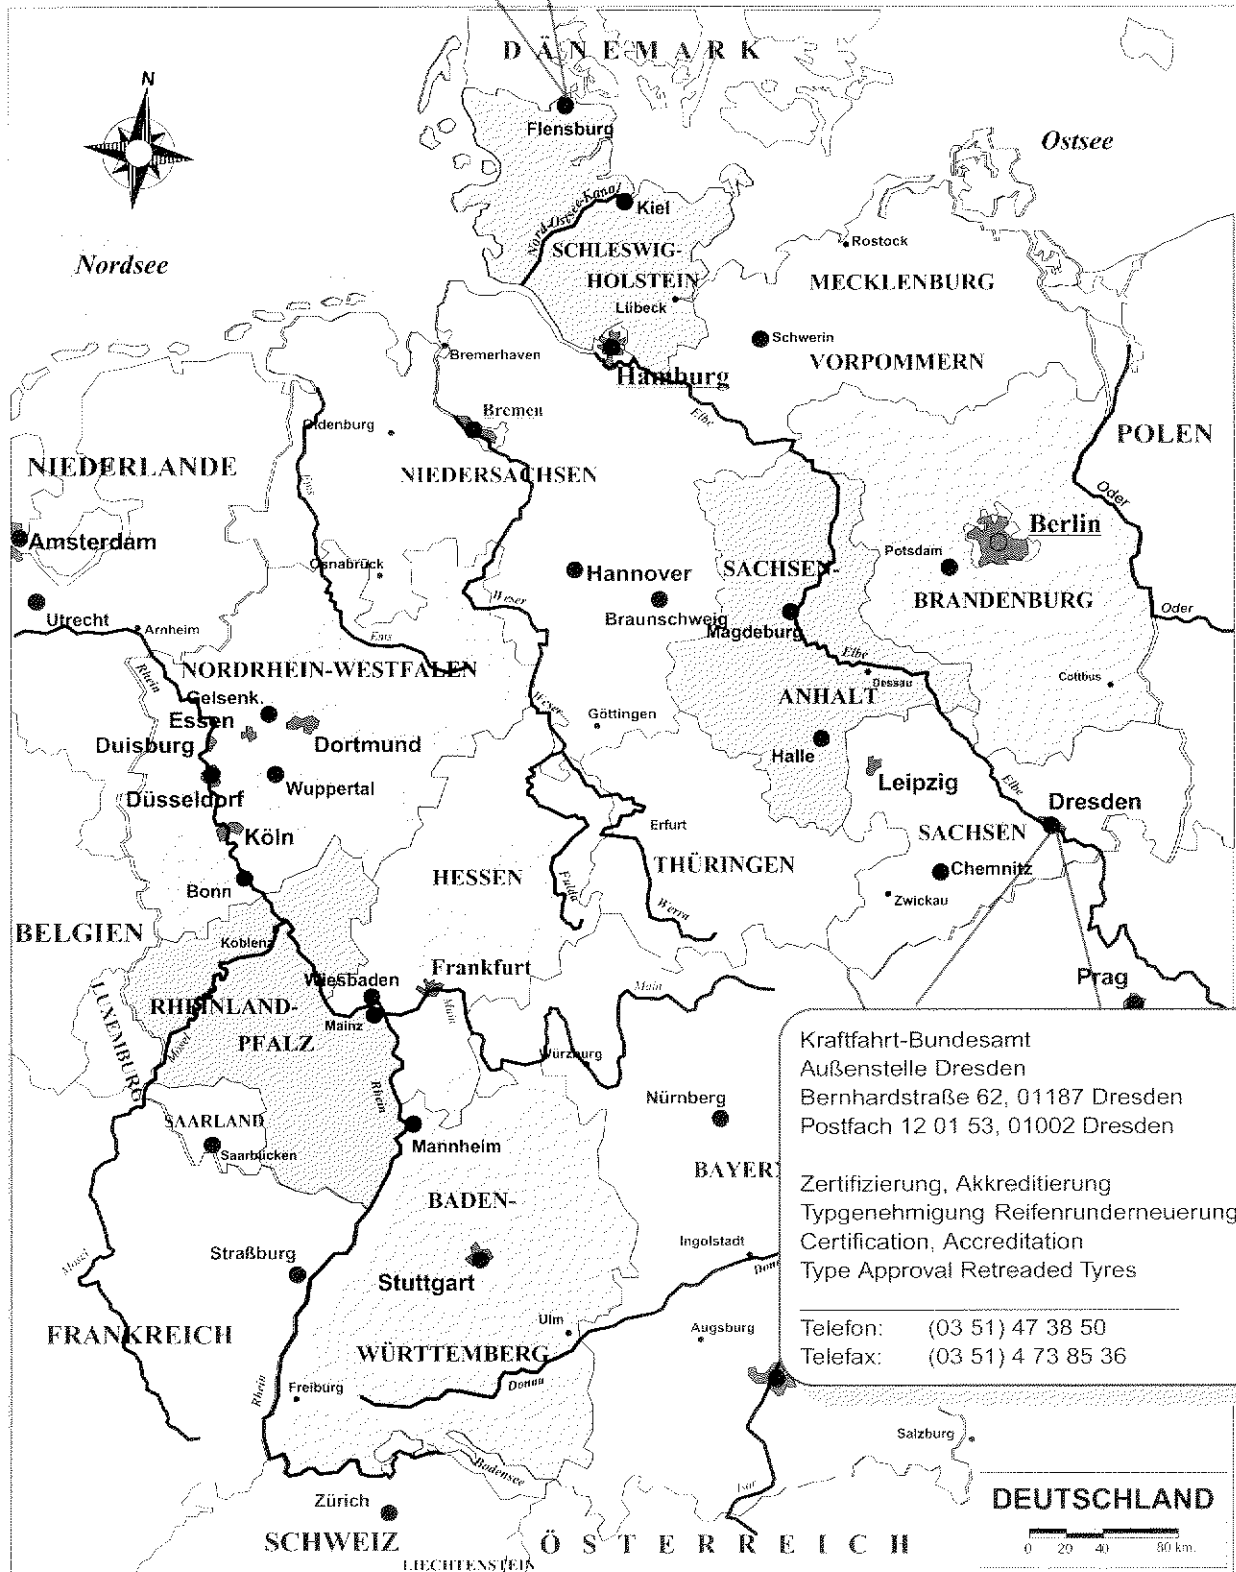 DÄNEMARK
N
Flensburg
Ostsee
Nord-Ostsee-Kanal
Kiel
Nordsee
SCHLESWIG-
HOLSTEIN
Lübeck
Rostock
MECKLENBURG
VORPOMMERN
Schwerin
Bremerhaven
Hamburg
Elbe
Bremen
Oldenburg
NIEDERLANDE
NIEDERSACHSEN
POLEN
Ems
Oder
Amsterdam
Berlin
Potsdam
Osnabrück
Hannover
SACHSEN-
BRANDENBURG
Utrecht
Weser
Braunschweig
Magdeburg
Oder
Arnheim
Ems
Elbe
Rhein
NORDRHEIN-WESTFALEN
Dessau
Cottbus
ANHALT
Gelsenk.
Essen
Weser
Göttingen
Duisburg
Dortmund
Halle
Leipzig
Wuppertal
Düsseldorf
Elbe
Dresden
Köln
Erfurt
SACHSEN
THÜRINGEN
HESSEN
Chemnitz
Bonn
Fulda
Zwickau
Werra
BELGIEN
Koblenz
Frankfurt
Wiesbaden
Prag
LUXEMBURG
RHEINLAND-
PFALZ
Mainz
Main
Main
Mosel
Würzburg
Rhein
Nürnberg
SAARLAND
Saarbücken
Mannheim
BAYER
BADEN-
Straßburg
Mosel
Stuttgart
Ingolstadt
FRANKREICH
Ulm
Augsburg
WÜRTTEMBERG
Donau
Rhein
Freiburg
Kraftfahrt-Bundesamt
Außenstelle Dresden
Bernhardstraße 62, 01187 Dresden
Postfach 12 01 53, 01002 Dresden
Zertifizierung, Akkreditierung
Typgenehmigung Reifenrunderneuerung
Certification, Accreditation
Type Approval Retreaded Tyres
Telefon: (03 51) 47 38 50
Telefax: (03 51) 4 73 85 36
Salzburg
Bodensee
Isar
Zürich
SCHWEIZ
ÖSTERREICH
LIECHTENSTEIN
DEUTSCHLAND
0 20 40 80 km.